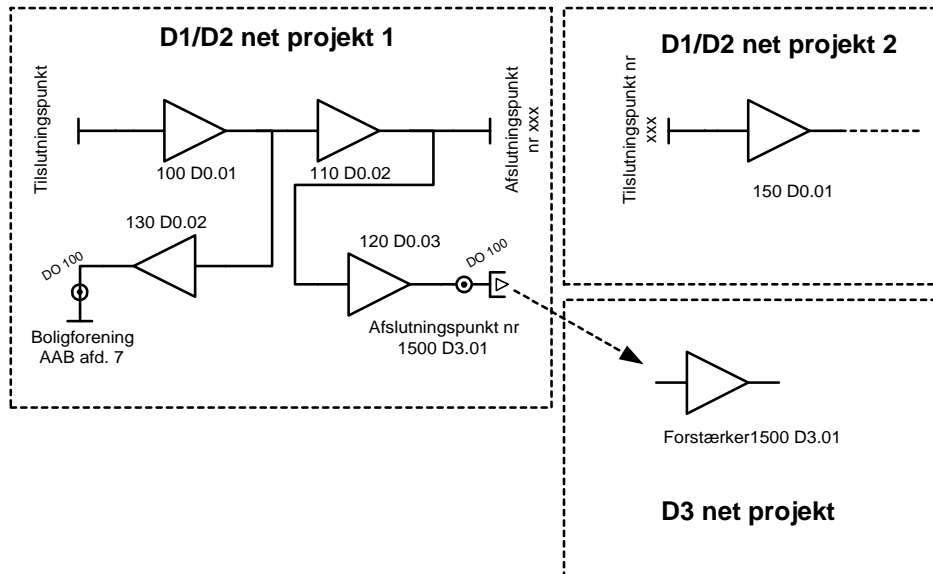 D1/D2 net projekt 1
Tilslutningspunkt
100 D0.01
110 D0.02
Afslutningspunkt
nr xxx
130 D0.02
DO 100
Boligforening
AAB afd. 7
120 D0.03
DO 100
Afslutningspunkt nr
1500 D3.01
D1/D2 net projekt 2
Tilslutningspunkt nr
xxx
150 D0.01
Forstærker1500 D3.01
D3 net projekt